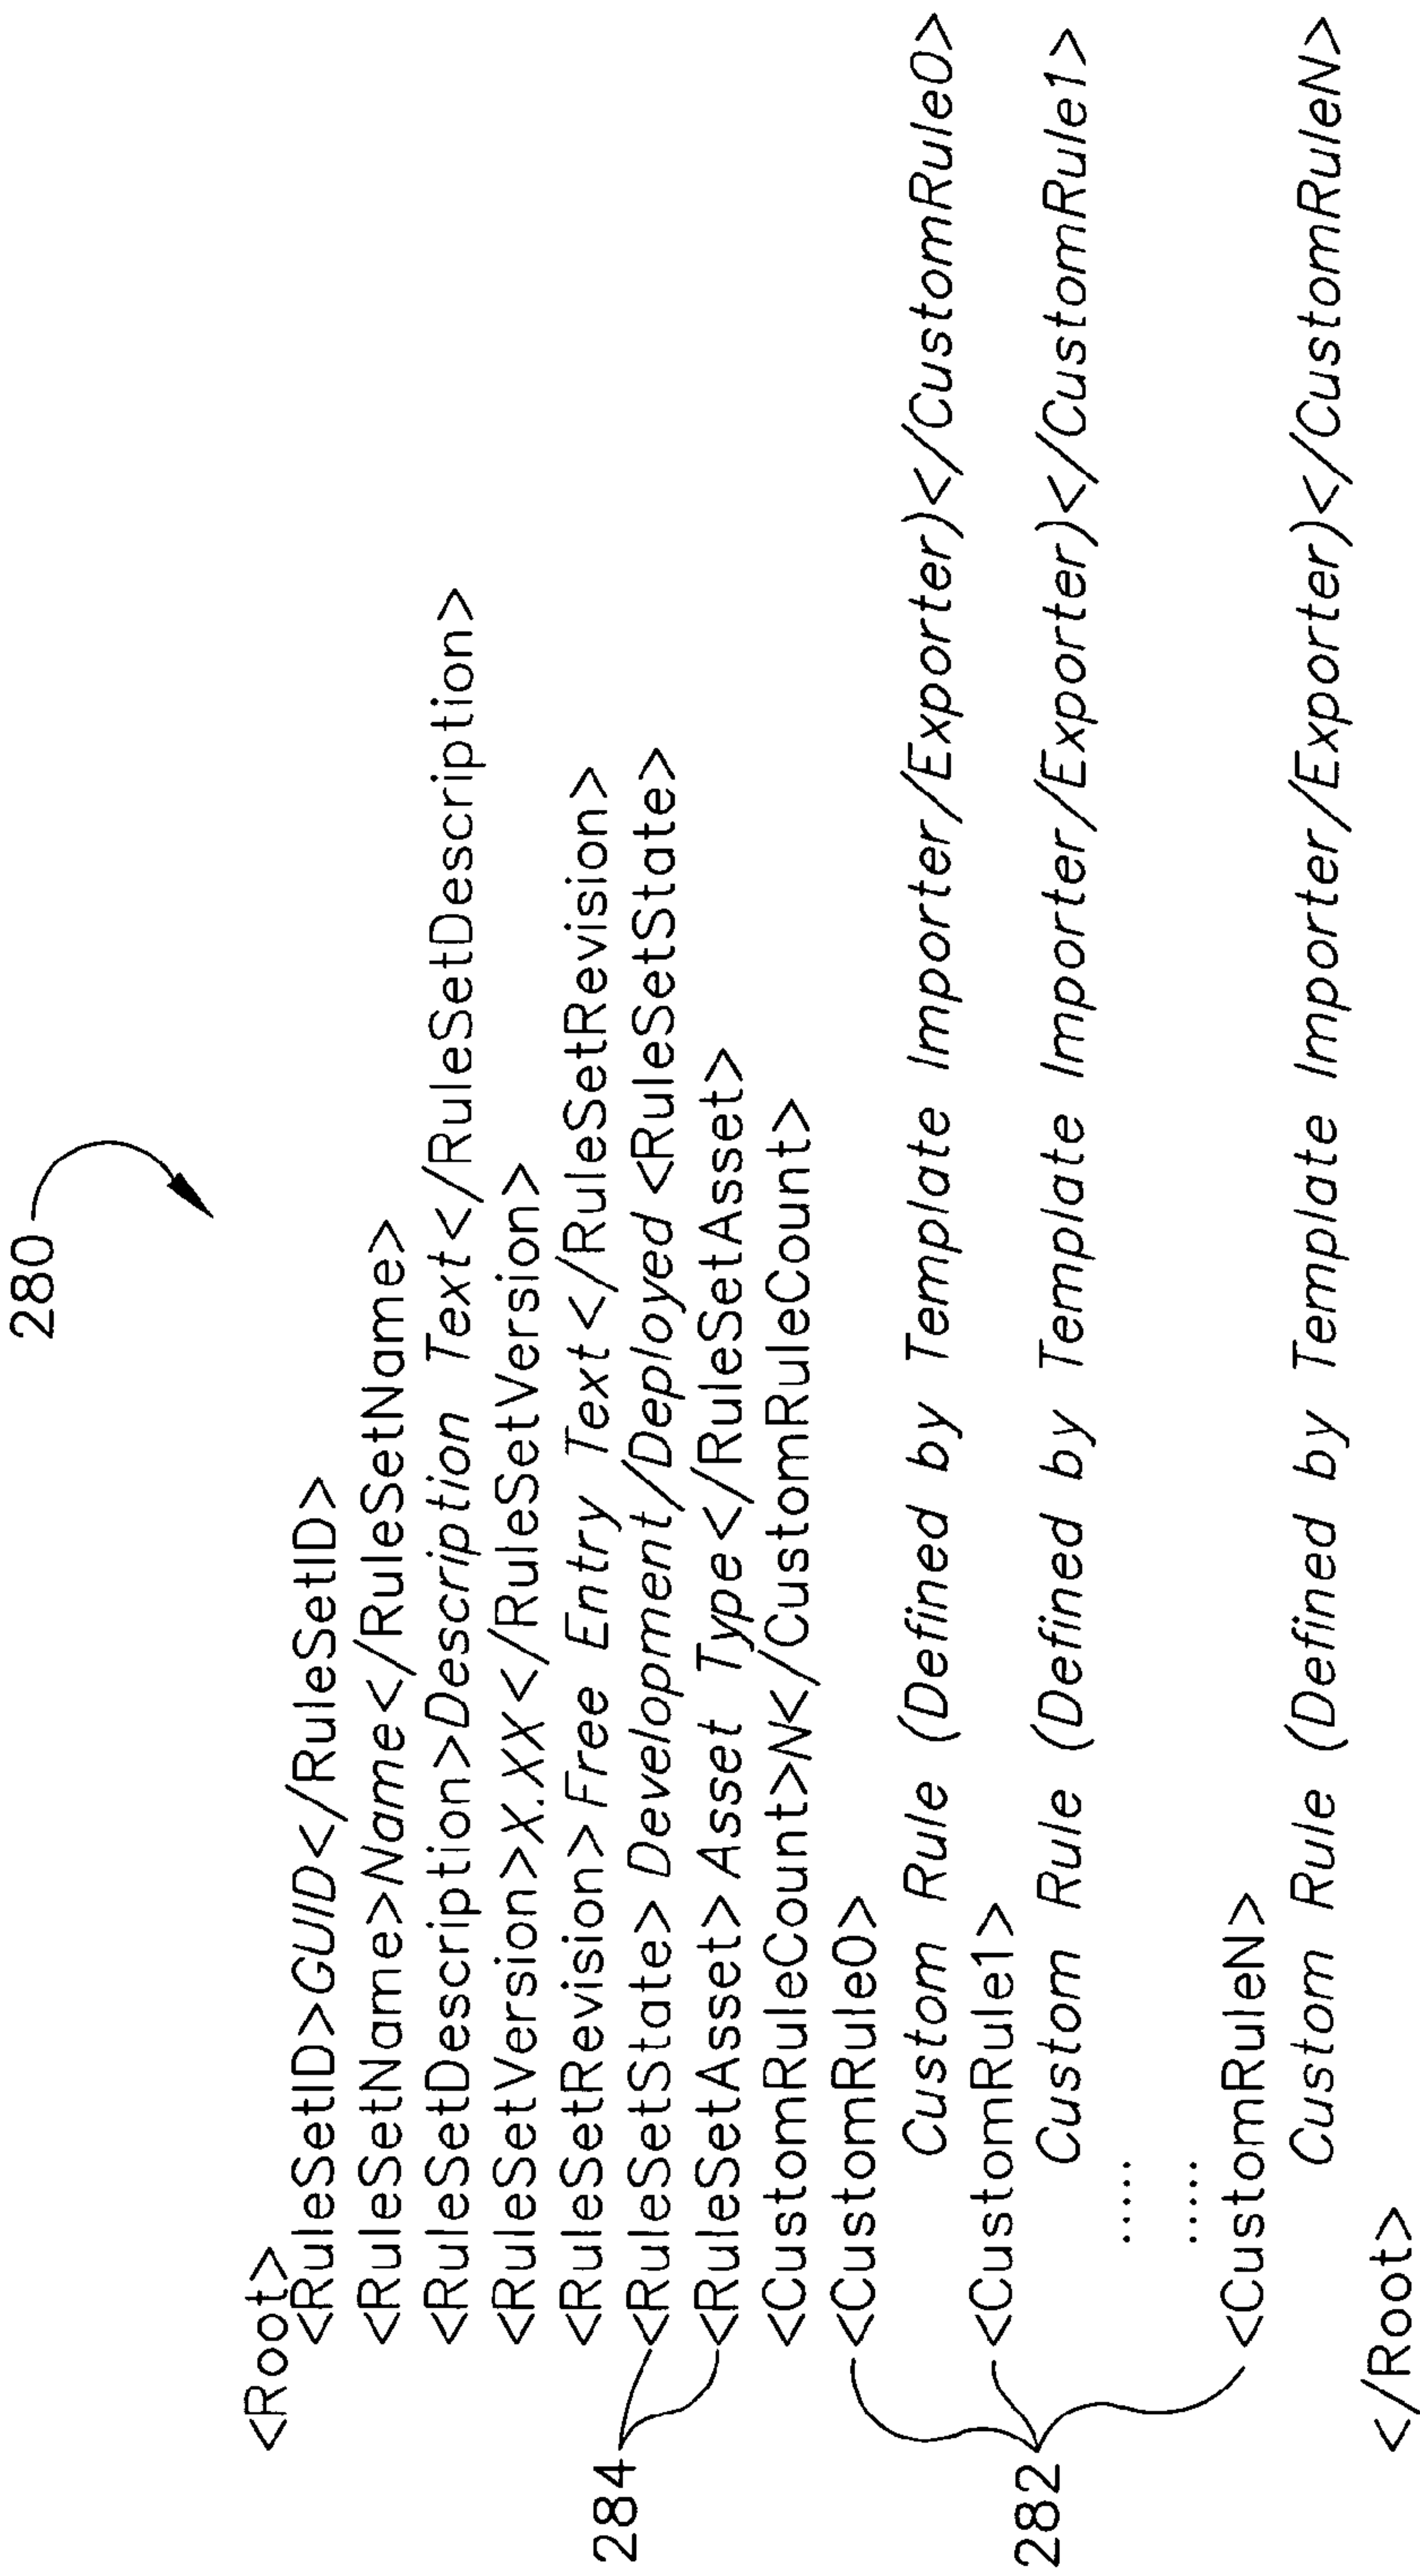 280
<Root>
<RuleSetID>GUID</RuleSetID>
<RuleSetName>Name</RuleSetName>
<RuleSetDescription>Description Text</RuleSetDescription>
<RuleSetVersion>X.XX</RuleSetVersion>
<RuleSetRevision>Free Entry Text</RuleSetRevision>
284
<RuleSetState>Development/Deployed <RuleSetState>
<RuleSetAsset>Asset Type</RuleSetAsset>
<CustomRuleCount>N</CustomRuleCount>
<CustomRule0>
Custom Rule (Defined by Template Importer/Exporter)</CustomRule0>
282
<CustomRule1>
Custom Rule (Defined by Template Importer/Exporter)</CustomRule1>
.....
.....
<CustomRuleN>
Custom Rule (Defined by Template Importer/Exporter)</CustomRuleN>
</Root>